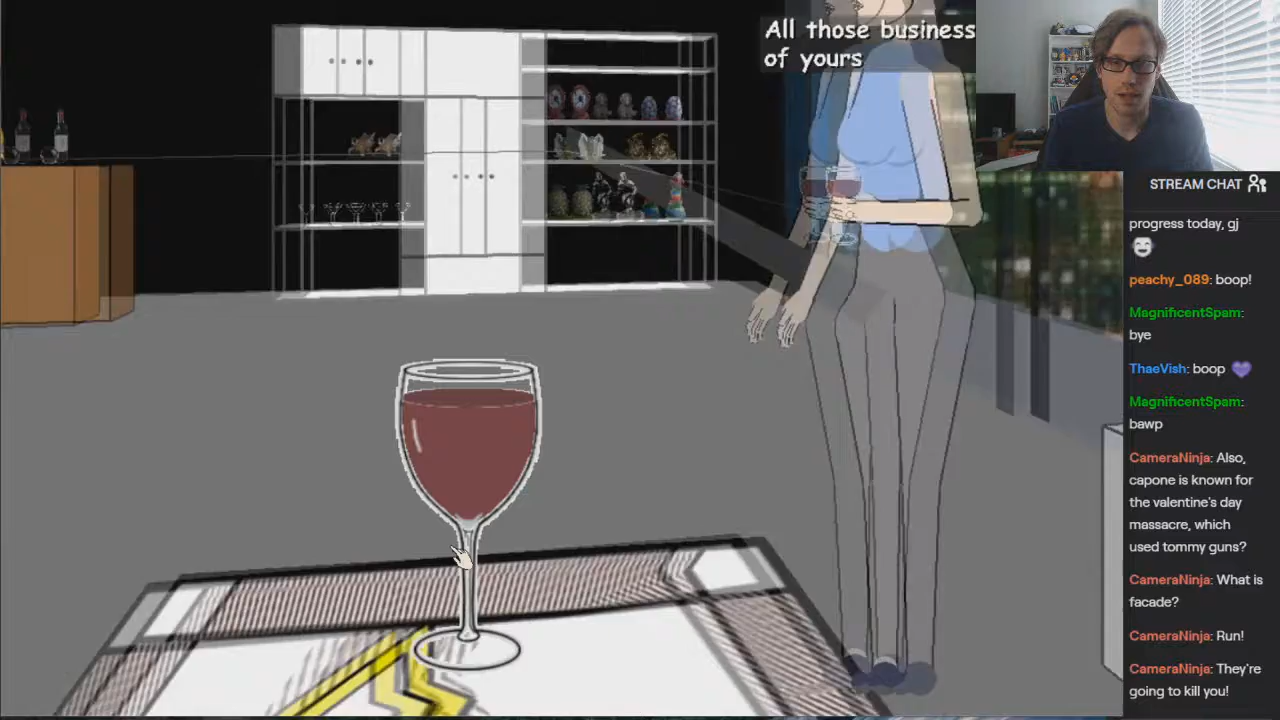 All those business
of yours
STREAM CHAT
progress today, gj
peachy_089: boop!
MagnificentSpam:
bye
ThaeVish: boop
MagnificentSpam:
bawp
CameraNinja: Also,
capone is known for
the valentine's day
massacre, which
used tommy guns?
CameraNinja: What is
facade?
CameraNinja: Run!
CameraNinja: They're
going to kill you!